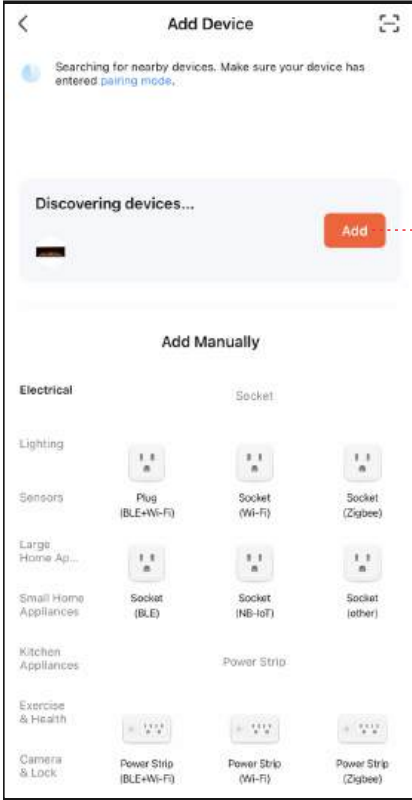 Add Device
Searching for nearby devices. Make sure your device has
entered pairing mode.
Discovering devices...
Add
Add Manually
Electrical
Socket
Lighting
Sensors
Plug
(BLE+Wi-Fi)
Socket
(Wi-Fi)
Socket
(Zigbee)
Large
Home Ap...
Small Home
Appliances
Socket
(BLE)
Socket
(NB-IoT)
Socket
(other)
Kitchen
Appliances
Power Strip
Exercise
& Health
Camera
& Lock
Power Strip
(BLE+Wi-Fi)
Power Strip
(Wi-Fi)
Power Strip
(Zigbee)